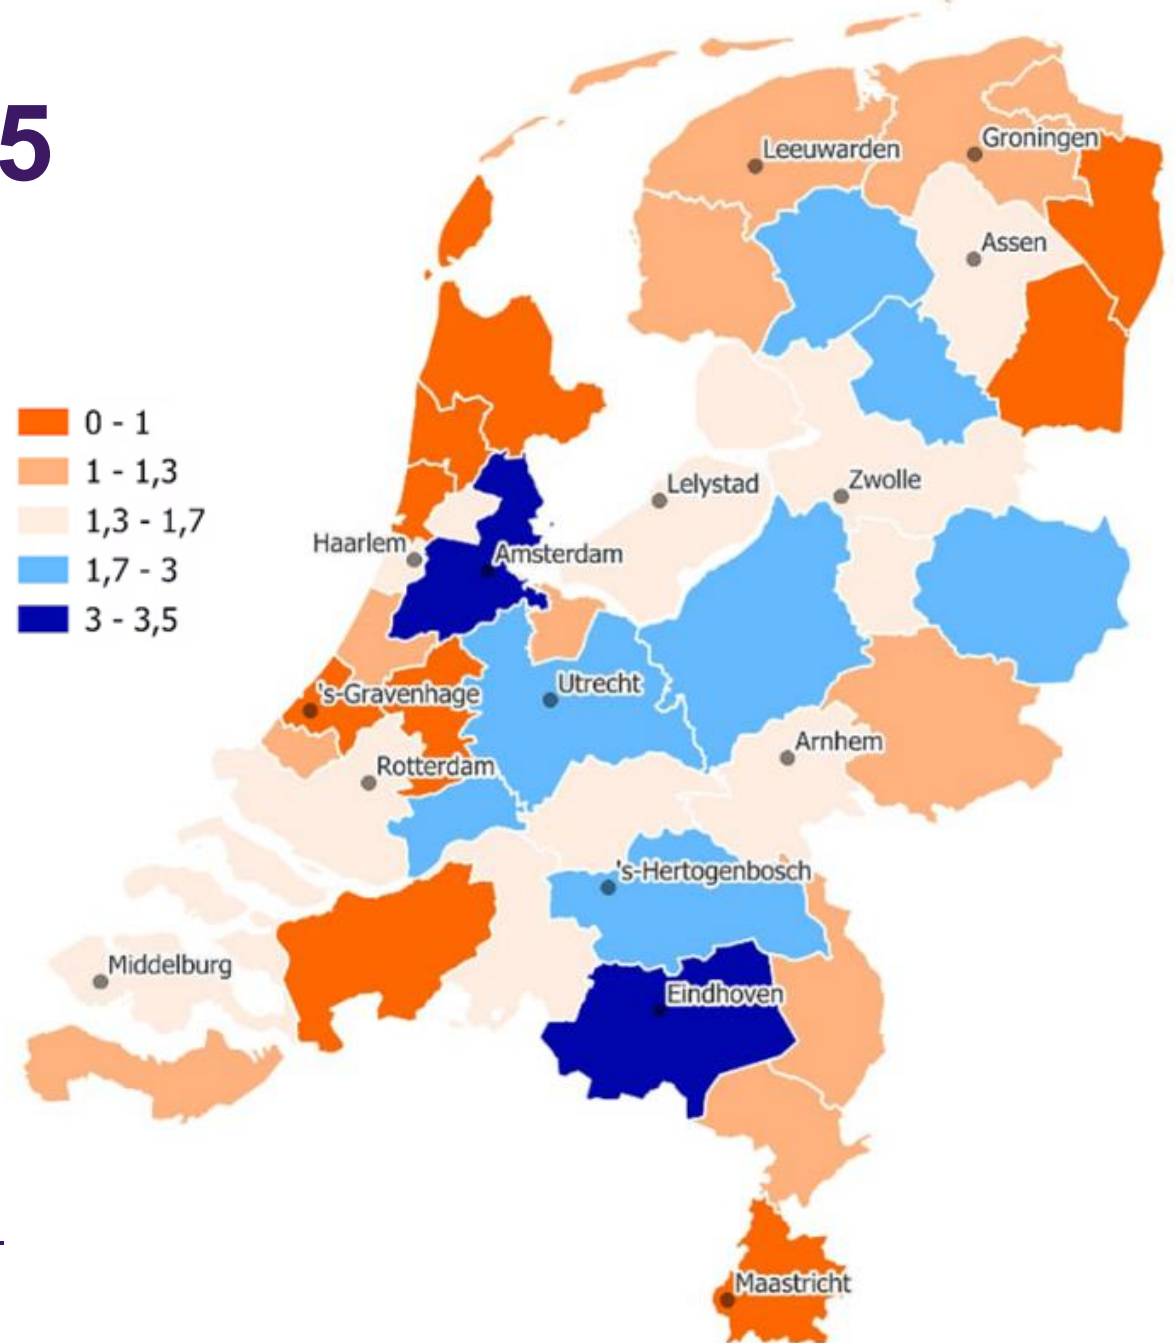 5
Leeuwarden
Groningen
Assen
0 - 1
1 - 1,3
1,3 - 1,7
1,7 - 3
3 - 3,5
Lelystad
Zwolle
Haarlem
Amsterdam
's-Gravenhage
Utrecht
Rotterdam
Arnhem
's-Hertogenbosch
Middelburg
Eindhoven
Maastricht